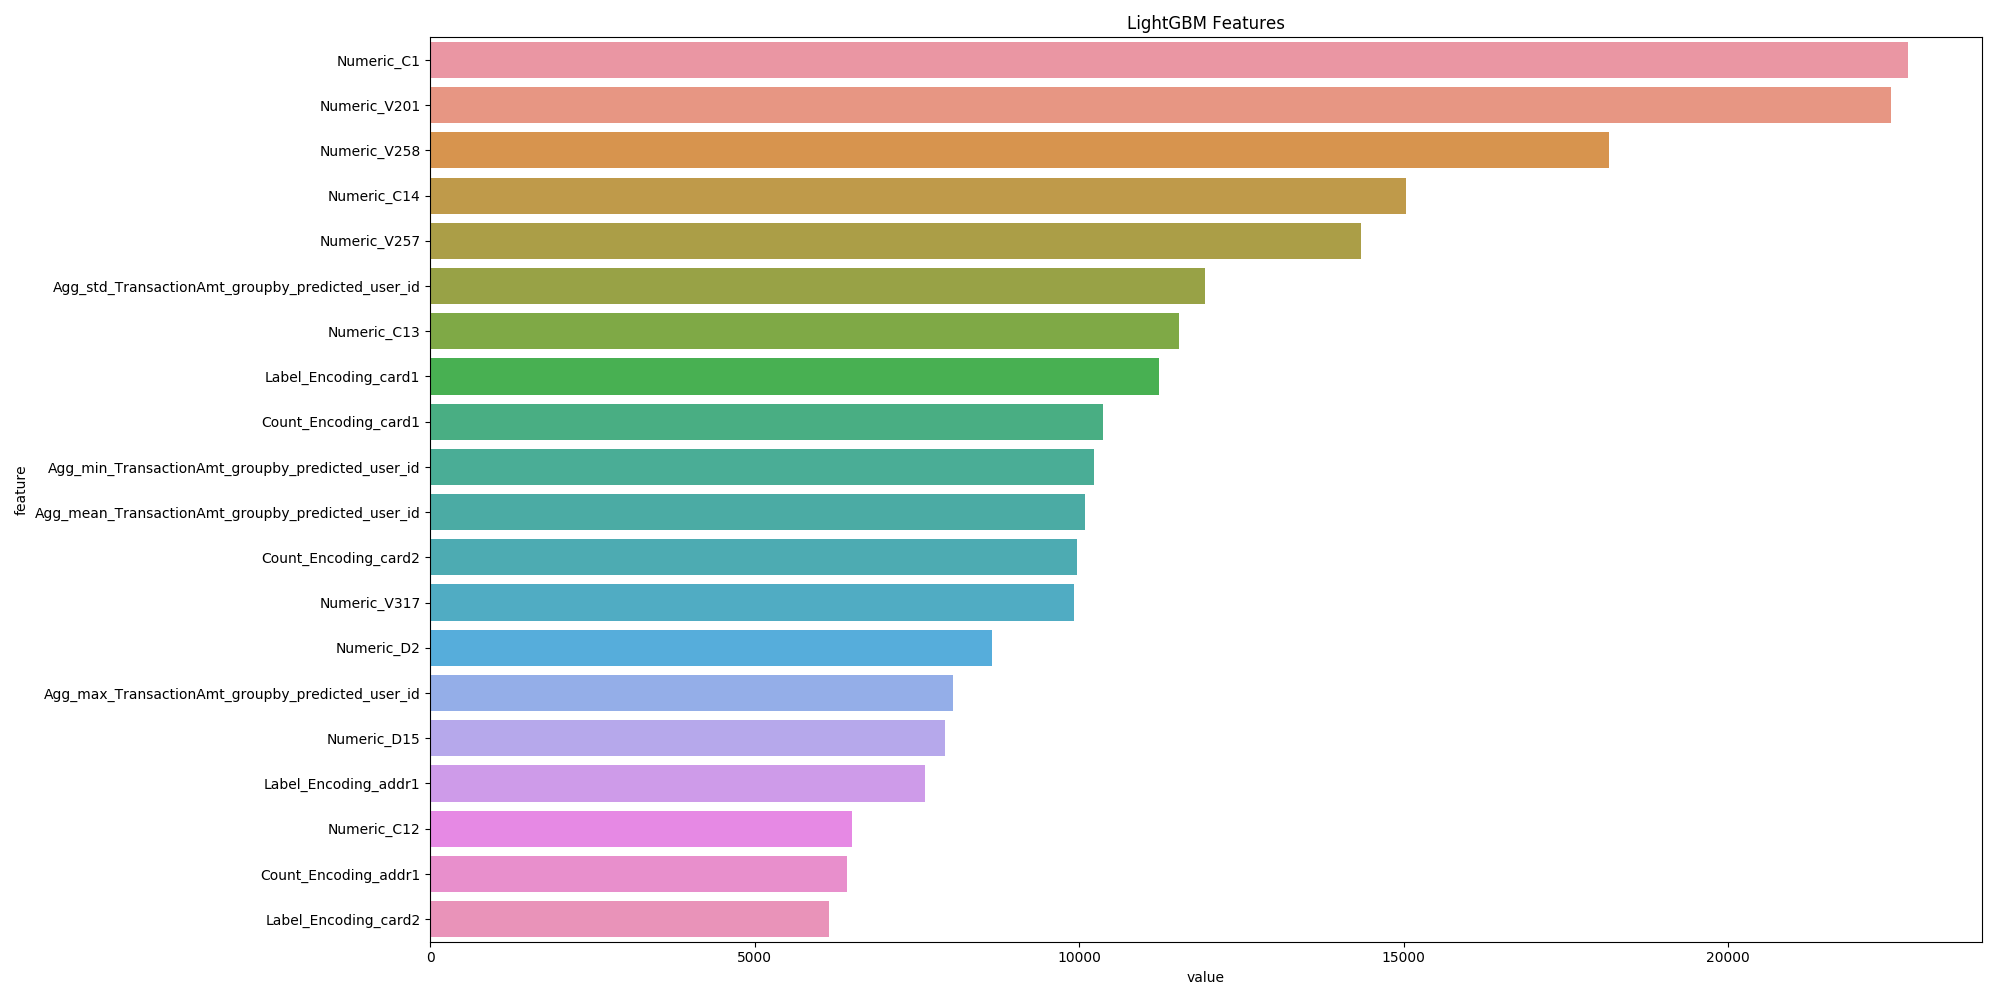 LightGBM Features
Numeric_C1
Numeric_V201
Numeric_V258
Numeric_C14
Numeric_V257
Agg_std_TransactionAmt_groupby_predicted_user_id
Numeric_C13
Label_Encoding_card1
Count_Encoding_card1
Agg_min_TransactionAmt_groupby_predicted_user_id
Agg_mean_TransactionAmt_groupby_predicted_user_id
Count_Encoding_card2
Numeric_V317
Numeric_D2
Agg_max_TransactionAmt_groupby_predicted_user_id
Numeric_D15
Label_Encoding_addr1
Numeric_C12
Count_Encoding_addr1
Label_Encoding_card2
feature
0 5000 10000 15000 20000
value